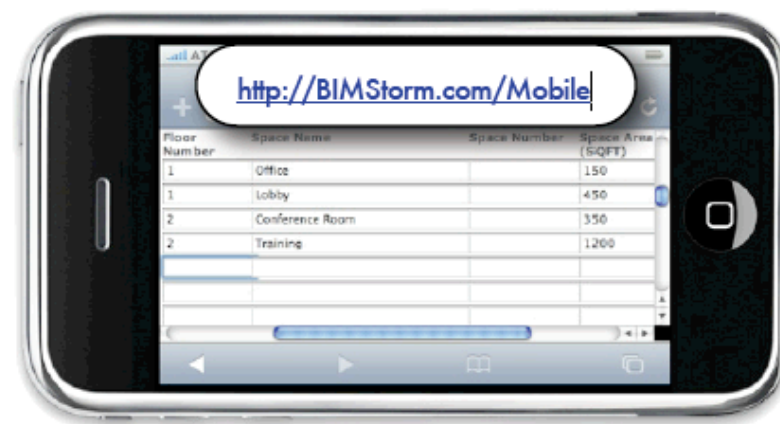 AT
http://BIMStorm.com/Mobile
Floor Number Space Name Space Number Space Area (SQFT)
1 Office 150
1 Lobby 450
2 Conference Room 350
2 Training 1200